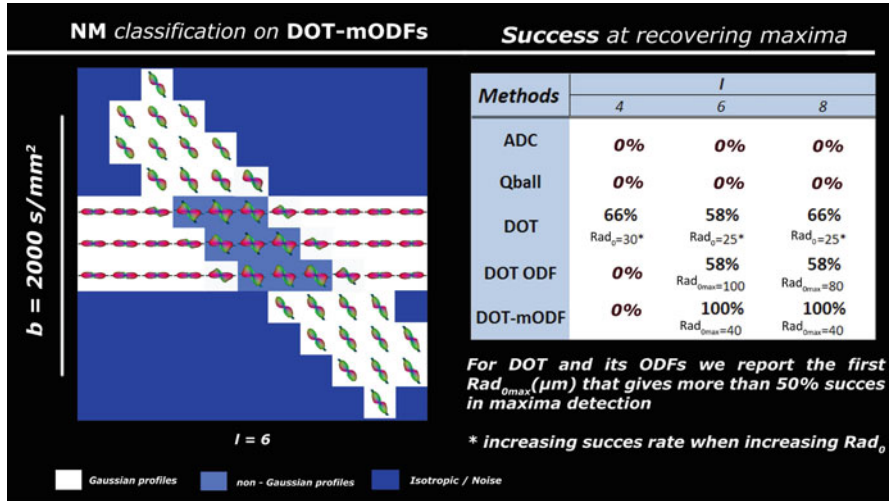 NM classification on DOT-mODFs
b = 2000 s/mm²
l = 6
Gaussian profiles
non - Gaussian profiles
Isotropic / Noise
Success at recovering maxima
Methods l
4 6 8
ADC 0% 0% 0%
Qball 0% 0% 0%
DOT 66% 58% 66%
Rad₀=30* Rad₀=25* Rad₀=25*
DOT ODF 0% 58% 58%
Rad₀ₘₐₓ=100 Rad₀ₘₐₓ=80
DOT-mODF 0% 100% 100%
Rad₀ₘₐₓ=40 Rad₀ₘₐₓ=40
For DOT and its ODFs we report the first
Rad₀ₘₐₓ(μm) that gives more than 50% succes
in maxima detection
* increasing succes rate when increasing Rad₀